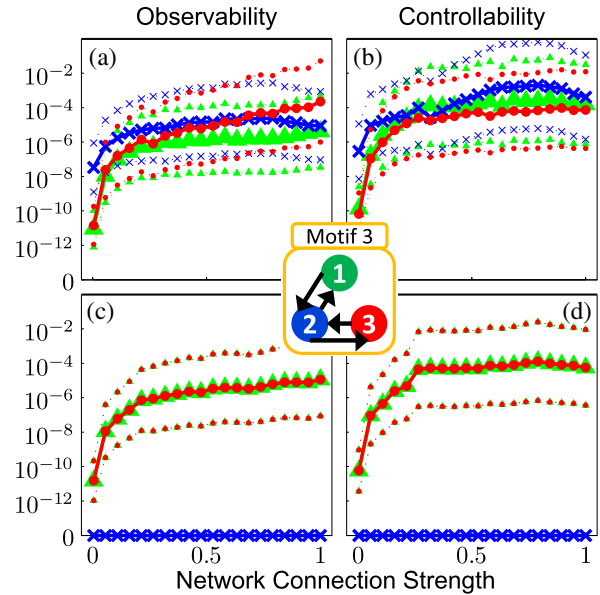 Observability Controllability
(a) (b)
10^−2
10^−4
10^−6
10^−8
10^−10
10^−12
0
Motif 3
1
2 3
(c) (d)
10^−2
10^−4
10^−6
10^−8
10^−10
10^−12
0
0 0.5 1 0 0.5 1
Network Connection Strength